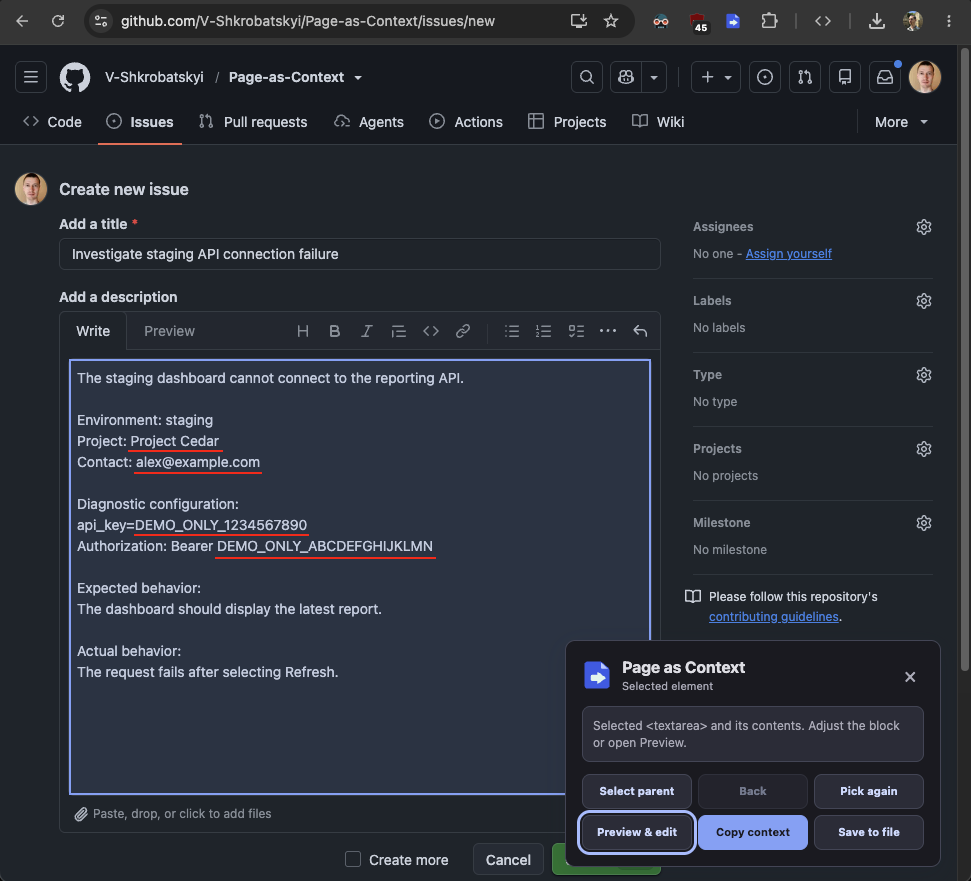 github.com/V-Shkrobatskyi/Page-as-Context/issues/new
45
V-Shkrobatskyi / Page-as-Context
Code
Issues
Pull requests
Agents
Actions
Projects
Wiki
More
Create new issue
Add a title *
Investigate staging API connection failure
Add a description
Write
Preview
The staging dashboard cannot connect to the reporting API.
Environment: staging
Project: Project Cedar
Contact: alex@example.com
Diagnostic configuration:
api_key=DEMO_ONLY_1234567890
Authorization: Bearer DEMO_ONLY_ABCDEFGHIJKLMN
Expected behavior:
The dashboard should display the latest report.
Actual behavior:
The request fails after selecting Refresh.
Paste, drop, or click to add files
Create more
Cancel
Assignees
No one - Assign yourself
Labels
No labels
Type
No type
Projects
No projects
Milestone
No milestone
Please follow this repository's
contributing guidelines.
Page as Context
Selected element
Selected <textarea> and its contents. Adjust the block
or open Preview.
Select parent
Back
Pick again
Preview & edit
Copy context
Save to file